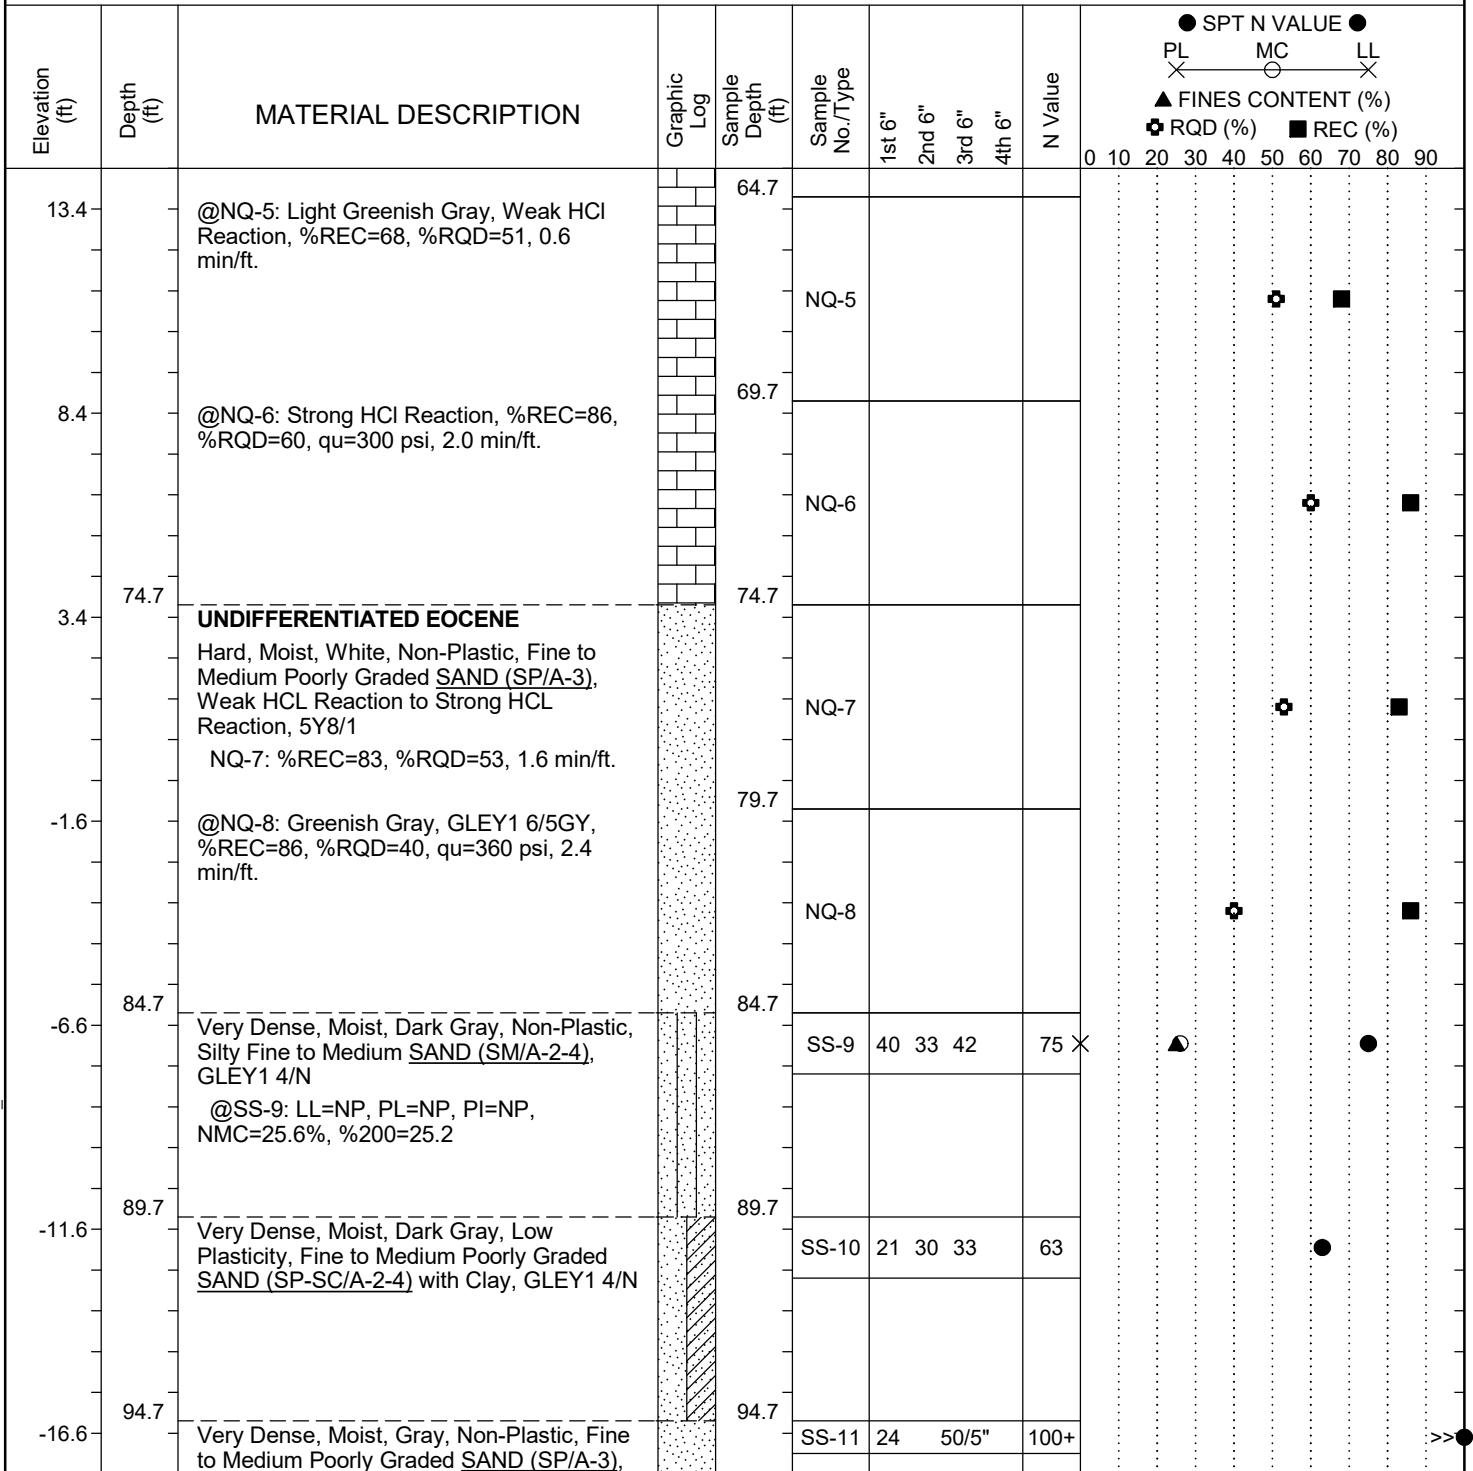 ● SPT N VALUE ●
PL MC LL
▲ FINES CONTENT (%)
RQD (%) ■ REC (%)
Elevation (ft)
Depth (ft)
MATERIAL DESCRIPTION
Graphic Log
Sample Depth (ft)
Sample No./Type
1st 6"
2nd 6"
3rd 6"
4th 6"
N Value
0 10 20 30 40 50 60 70 80 90
64.7
13.4
@NQ-5: Light Greenish Gray, Weak HCl
Reaction, %REC=68, %RQD=51, 0.6
min/ft.
NQ-5
69.7
8.4
@NQ-6: Strong HCl Reaction, %REC=86,
%RQD=60, qu=300 psi, 2.0 min/ft.
NQ-6
74.7 74.7
3.4
UNDIFFERENTIATED EOCENE
Hard, Moist, White, Non-Plastic, Fine to
Medium Poorly Graded SAND (SP/A-3),
Weak HCL Reaction to Strong HCL
Reaction, 5Y8/1
NQ-7: %REC=83, %RQD=53, 1.6 min/ft.
NQ-7
79.7
-1.6
@NQ-8: Greenish Gray, GLEY1 6/5GY,
%REC=86, %RQD=40, qu=360 psi, 2.4
min/ft.
NQ-8
84.7 84.7
-6.6
Very Dense, Moist, Dark Gray, Non-Plastic,
Silty Fine to Medium SAND (SM/A-2-4),
GLEY1 4/N
@SS-9: LL=NP, PL=NP, PI=NP,
NMC=25.6%, %200=25.2
SS-9 40 33 42 75
89.7 89.7
-11.6
Very Dense, Moist, Dark Gray, Low
Plasticity, Fine to Medium Poorly Graded
SAND (SP-SC/A-2-4) with Clay, GLEY1 4/N
SS-10 21 30 33 63
94.7 94.7
-16.6
Very Dense, Moist, Gray, Non-Plastic, Fine
to Medium Poorly Graded SAND (SP/A-3),
SS-11 24 50/5" 100+ >>